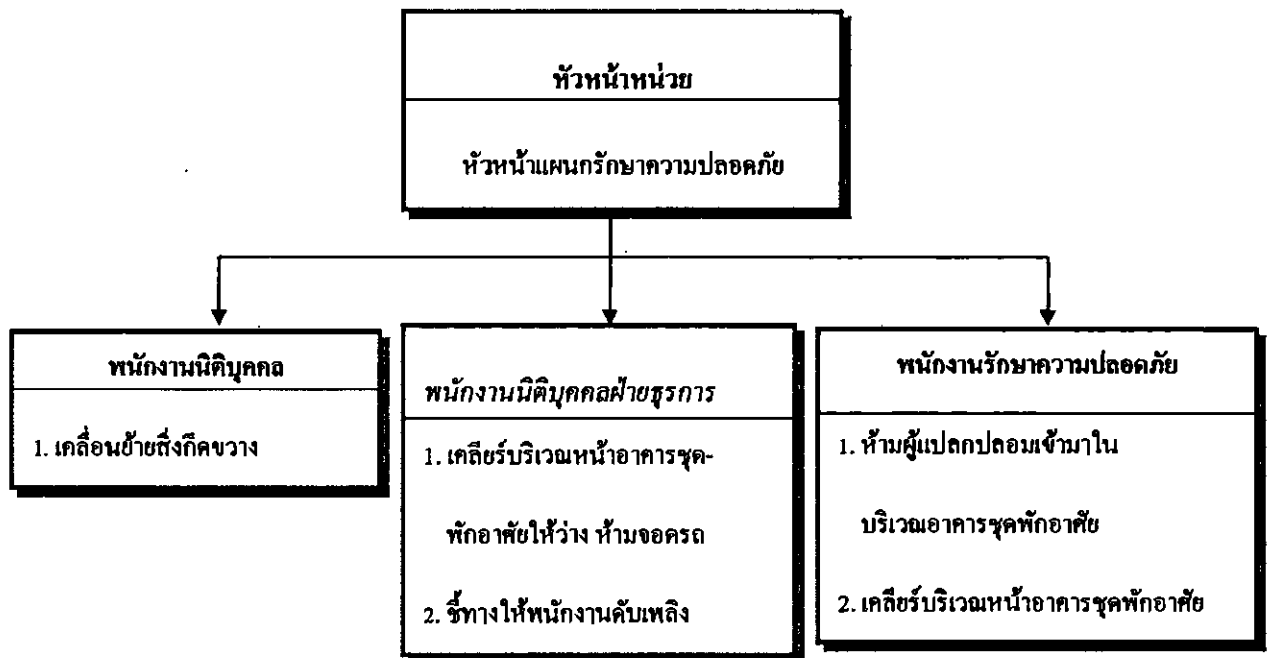 หัวหน้าหน่วย
หัวหน้าแผนกรักษาความปลอดภัย
พนักงานนิติบุคคล
1. เคลื่อนย้ายสิ่งกีดขวาง
พนักงานนิติบุคคลฝ่ายธุรการ
1. เคลียร์บริเวณหน้าอาคารชุด-
พักอาศัยให้ว่าง ห้ามจอดรถ
2. ชี้ทางให้พนักงานดับเพลิง
พนักงานรักษาความปลอดภัย
1. ห้ามผู้แปลกปลอมเข้ามาใน
บริเวณอาคารชุดพักอาศัย
2. เคลียร์บริเวณหน้าอาคารชุดพักอาศัย